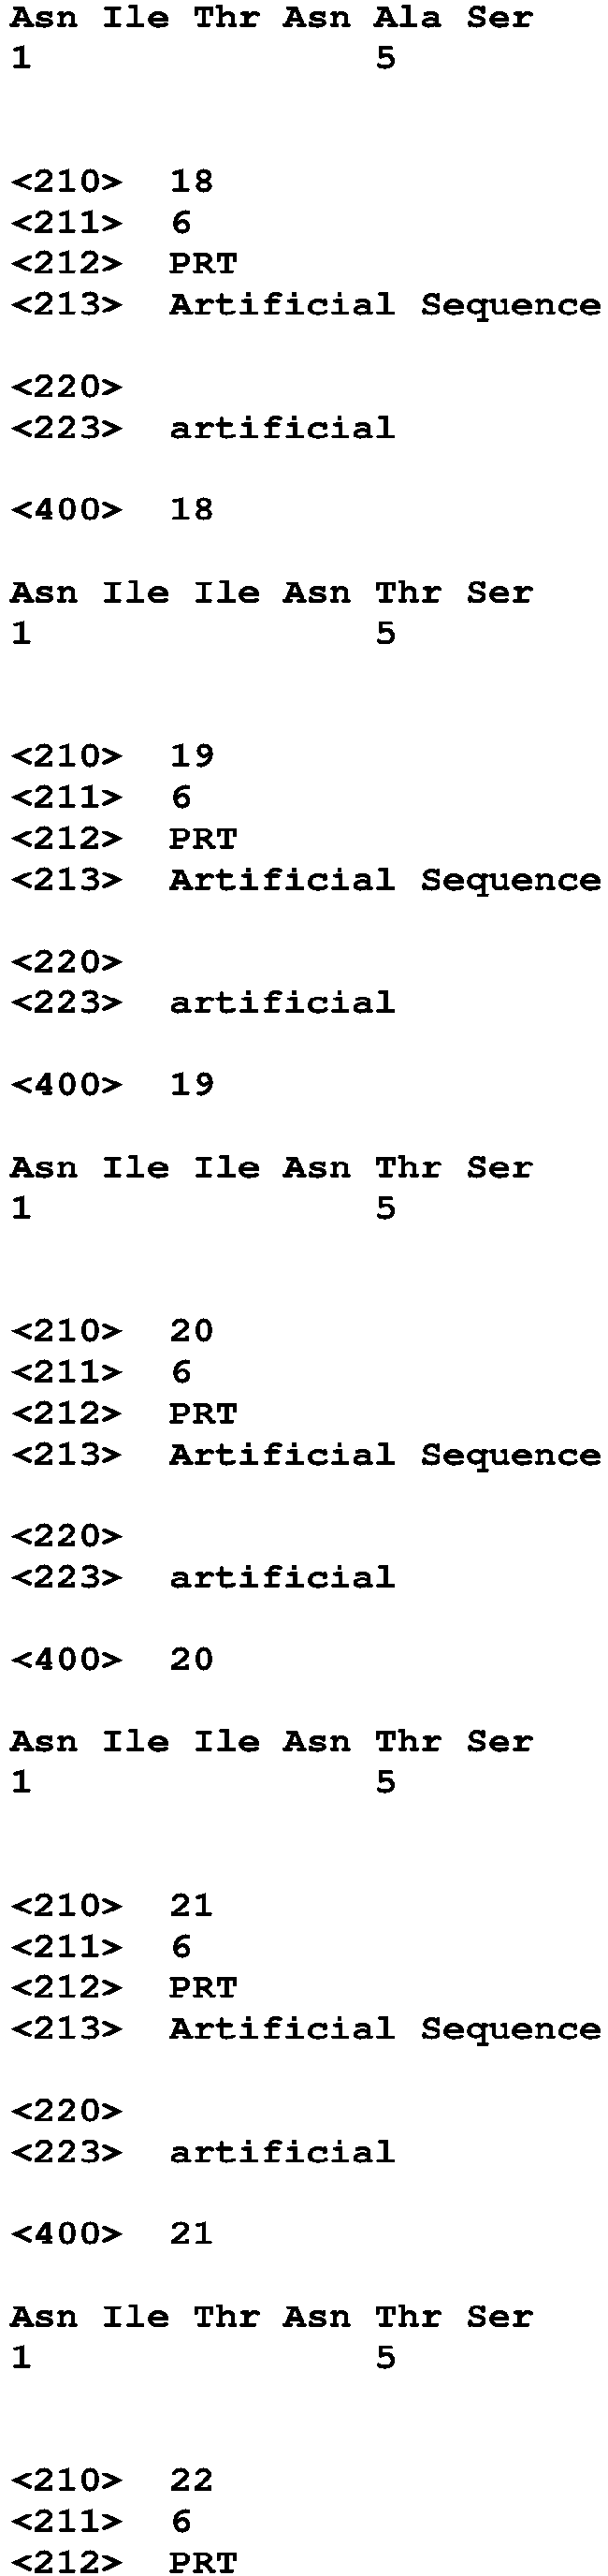 Asn Ile Thr Asn Ala Ser
1 5
<210> 18
<211> 6
<212> PRT
<213> Artificial Sequence
<220>
<223> artificial
<400> 18
Asn Ile Ile Asn Thr Ser
1 5
<210> 19
<211> 6
<212> PRT
<213> Artificial Sequence
<220>
<223> artificial
<400> 19
Asn Ile Ile Asn Thr Ser
1 5
<210> 20
<211> 6
<212> PRT
<213> Artificial Sequence
<220>
<223> artificial
<400> 20
Asn Ile Ile Asn Thr Ser
1 5
<210> 21
<211> 6
<212> PRT
<213> Artificial Sequence
<220>
<223> artificial
<400> 21
Asn Ile Thr Asn Thr Ser
1 5
<210> 22
<211> 6
<212> PRT